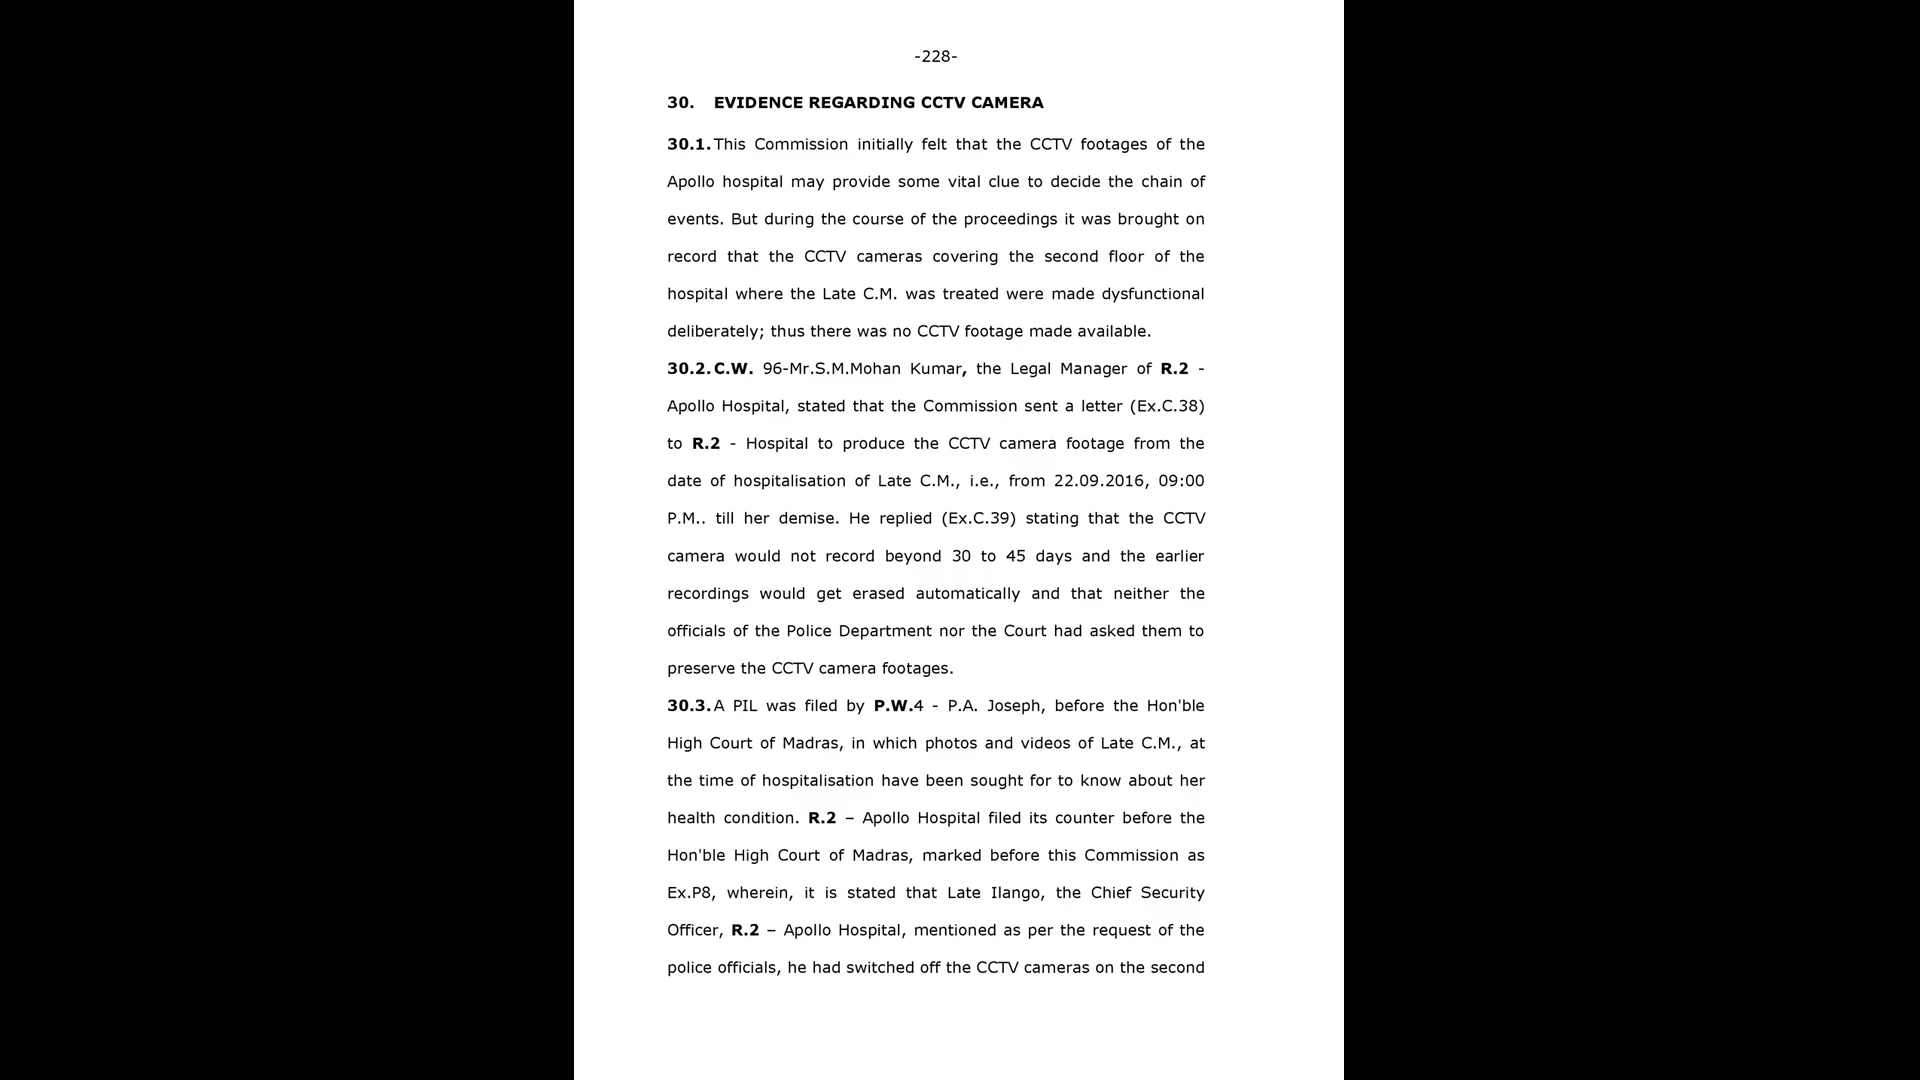 -228-
30. EVIDENCE REGARDING CCTV CAMERA
30.1. This Commission initially felt that the CCTV footages of the
Apollo hospital may provide some vital clue to decide the chain of
events. But during the course of the proceedings it was brought on
record that the CCTV cameras covering the second floor of the
hospital where the Late C.M. was treated were made dysfunctional
deliberately; thus there was no CCTV footage made available.
30.2. C.W. 96-Mr.S.M.Mohan Kumar, the Legal Manager of R.2 -
Apollo Hospital, stated that the Commission sent a letter (Ex.C.38)
to R.2 - Hospital to produce the CCTV camera footage from the
date of hospitalisation of Late C.M., i.e., from 22.09.2016, 09:00
P.M.. till her demise. He replied (Ex.C.39) stating that the CCTV
camera would not record beyond 30 to 45 days and the earlier
recordings would get erased automatically and that neither the
officials of the Police Department nor the Court had asked them to
preserve the CCTV camera footages.
30.3. A PIL was filed by P.W.4 - P.A. Joseph, before the Hon'ble
High Court of Madras, in which photos and videos of Late C.M., at
the time of hospitalisation have been sought for to know about her
health condition. R.2 – Apollo Hospital filed its counter before the
Hon'ble High Court of Madras, marked before this Commission as
Ex.P8, wherein, it is stated that Late Ilango, the Chief Security
Officer, R.2 – Apollo Hospital, mentioned as per the request of the
police officials, he had switched off the CCTV cameras on the second